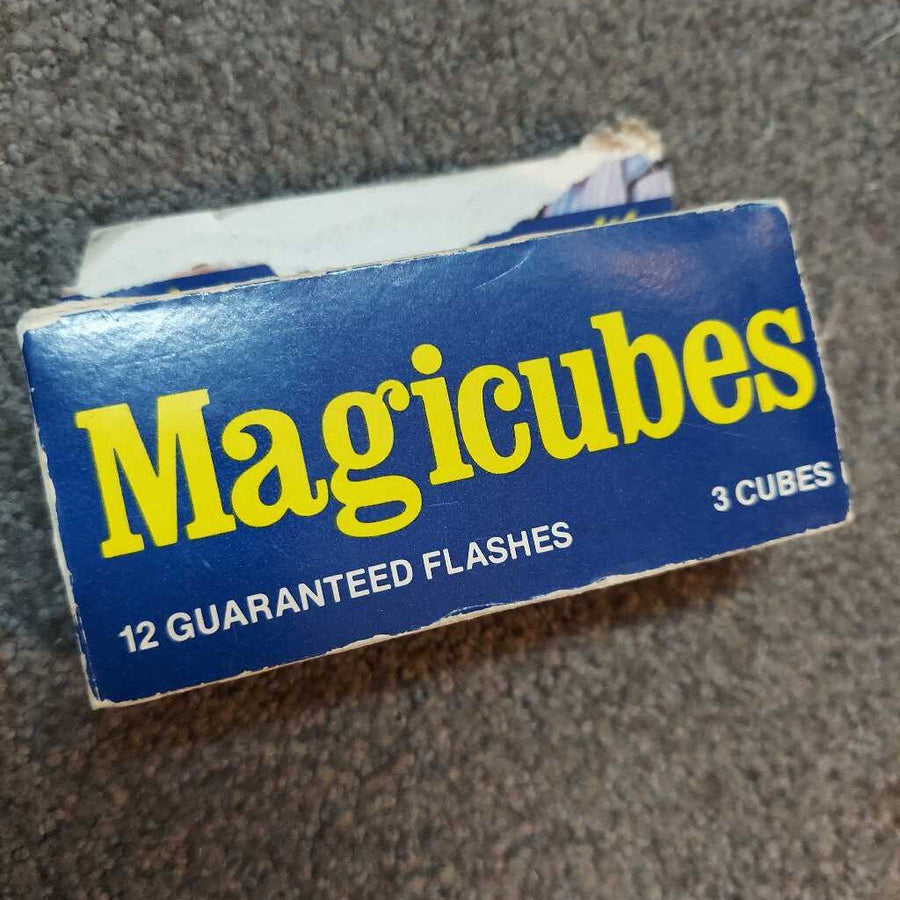 Magicubes
3 CUBES
12 GUARANTEED FLASHES